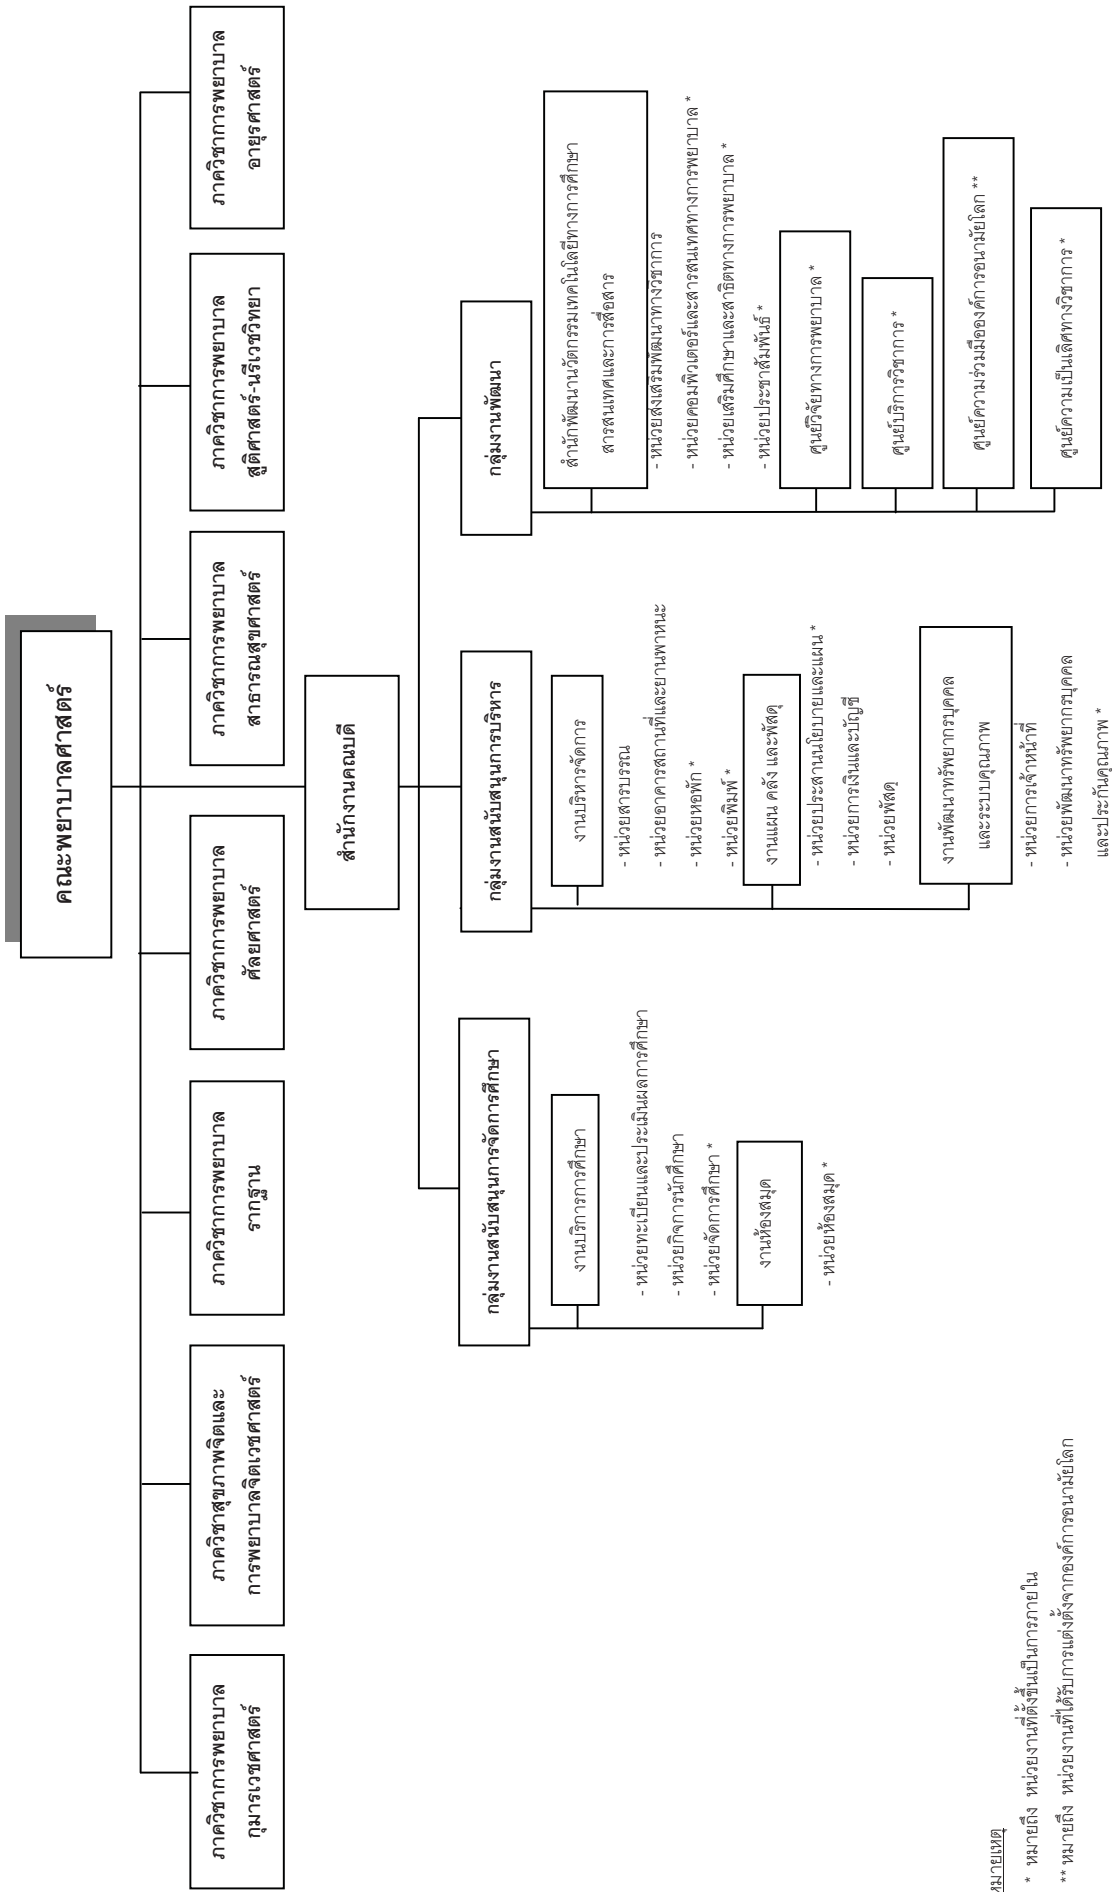 คณะพยาบาลศาสตร์
ภาควิชาการพยาบาล
กุมารเวชศาสตร์
ภาควิชาสุขภาพจิตและ
การพยาบาลจิตเวชศาสตร์
ภาควิชาการพยาบาล
รากฐาน
ภาควิชาการพยาบาล
ศัลยศาสตร์
ภาควิชาการพยาบาล
สาธารณสุขศาสตร์
ภาควิชาการพยาบาล
สูติศาสตร์-นรีเวชวิทยา
ภาควิชาการพยาบาล
อายุรศาสตร์
สำนักงานคณบดี
กลุ่มงานสนับสนุนการจัดการศึกษา
งานบริการการศึกษา
- หน่วยทะเบียนและประเมินผลการศึกษา
- หน่วยกิจการนักศึกษา
- หน่วยจัดการศึกษา *
งานห้องสมุด
- หน่วยห้องสมุด *
กลุ่มงานสนับสนุนการบริหาร
งานบริหารจัดการ
- หน่วยสารบรรณ
- หน่วยอาคารสถานที่และยานพาหนะ
- หน่วยหอพัก *
- หน่วยพิมพ์ *
งานแผน คลัง และพัสดุ
- หน่วยประสานนโยบายและแผน *
- หน่วยการเงินและบัญชี
- หน่วยพัสดุ
งานพัฒนาทรัพยากรบุคคล
และระบบคุณภาพ
- หน่วยการเจ้าหน้าที่
- หน่วยพัฒนาทรัพยากรบุคคล
และประกันคุณภาพ *
กลุ่มงานพัฒนา
สำนักพัฒนานวัตกรรมเทคโนโลยีทางการศึกษา
สารสนเทศและการสื่อสาร
- หน่วยส่งเสริมพัฒนาทางวิชาการ
- หน่วยคอมพิวเตอร์และสารสนเทศทางการพยาบาล *
- หน่วยเสริมศึกษาและสาธิตทางการพยาบาล *
- หน่วยประชาสัมพันธ์ *
ศูนย์วิจัยทางการพยาบาล *
ศูนย์บริการวิชาการ *
ศูนย์ความร่วมมือองค์การอนามัยโลก **
ศูนย์ความเป็นเลิศทางวิชาการ *
หมายเหตุ
* หมายถึง หน่วยงานที่ตั้งขึ้นเป็นการภายใน
** หมายถึง หน่วยงานที่ได้รับการแต่งตั้งจากองค์การอนามัยโลก